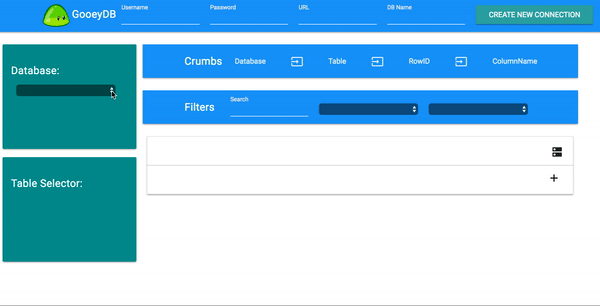 GooeyDB
Username
Password
URL
DB Name
CREATE NEW CONNECTION
Database:
Crumbs Database Table RowID ColumnName
Filters
Search
Table Selector: